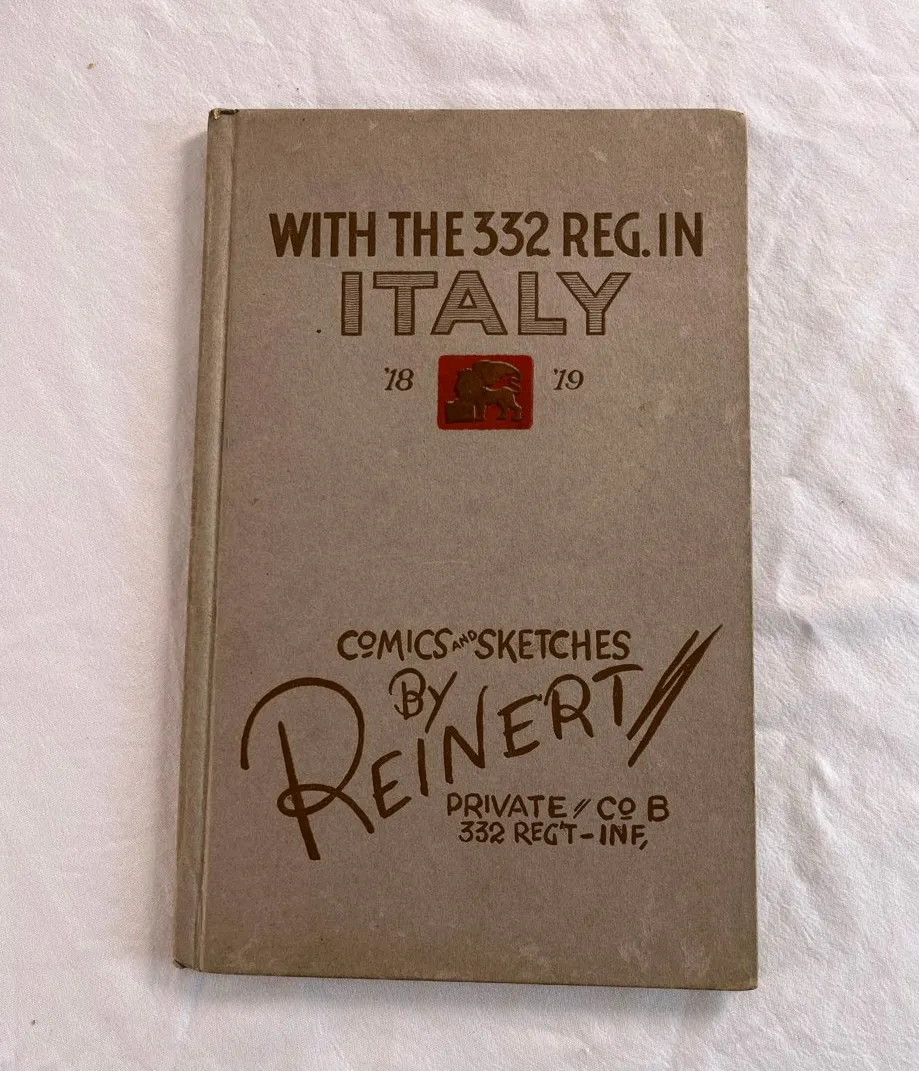 WITH THE 332 REG. IN
ITALY
'18 '19
COMICS AND SKETCHES
BY
REINERT
PRIVATE // CO B
332 REG'T-INF,